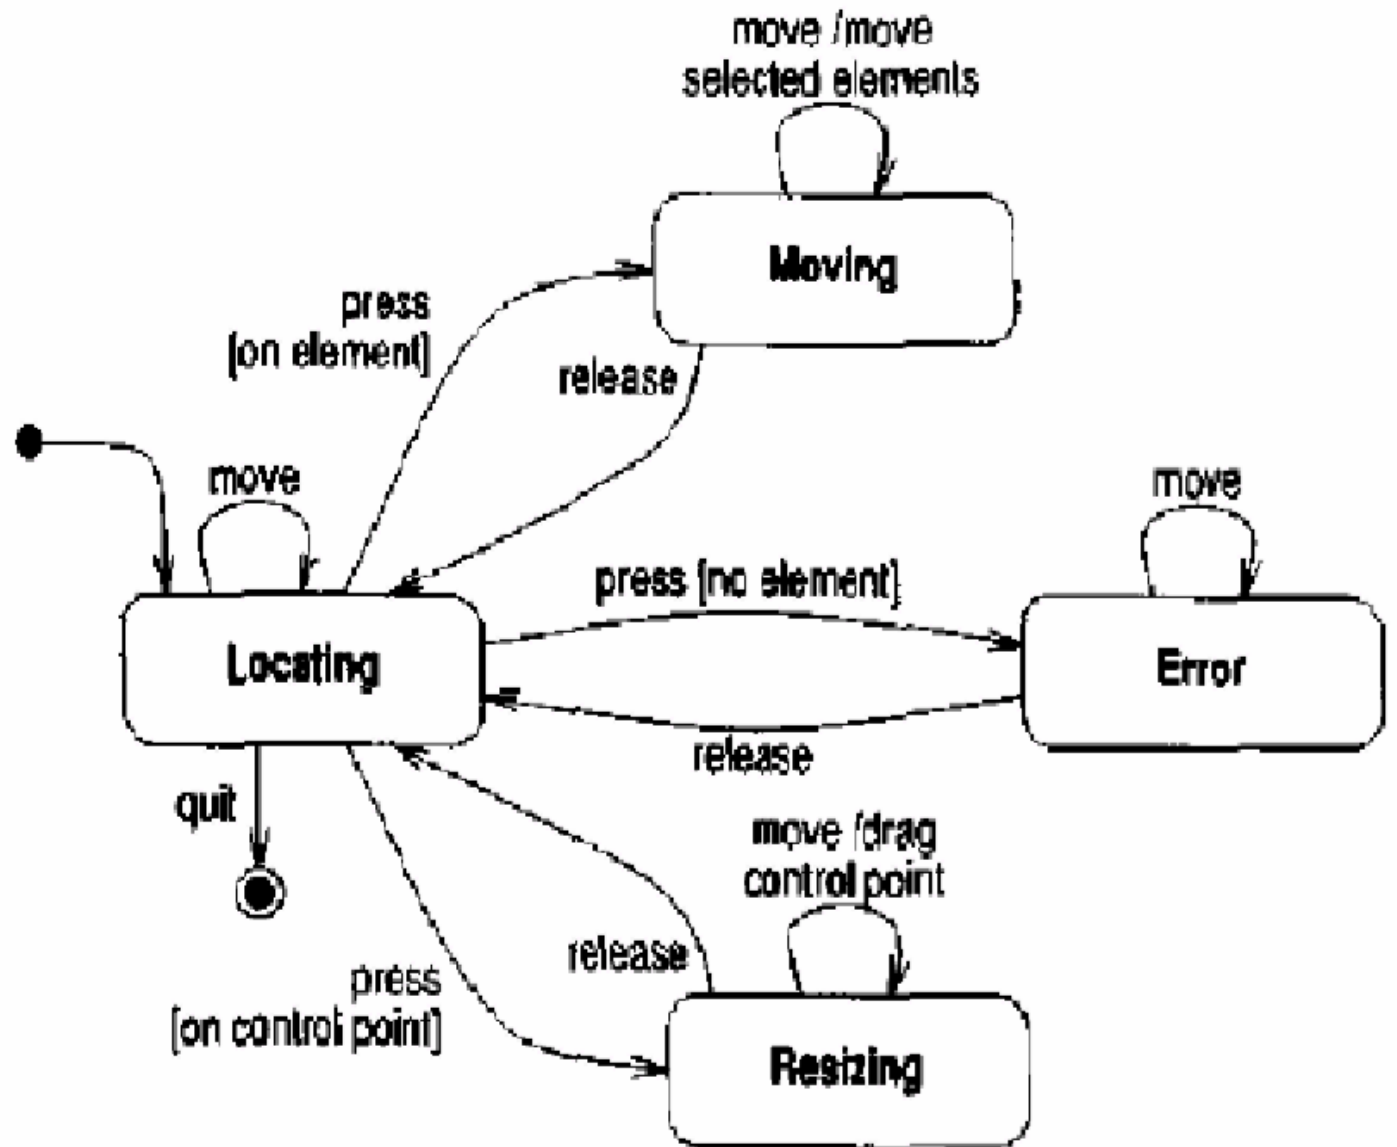 move /move
selected elements
Moving
press
[on element]
release
move
move
press [no element]
Locating
Error
release
quit
move /drag
control point
release
press
[on control point]
Resizing